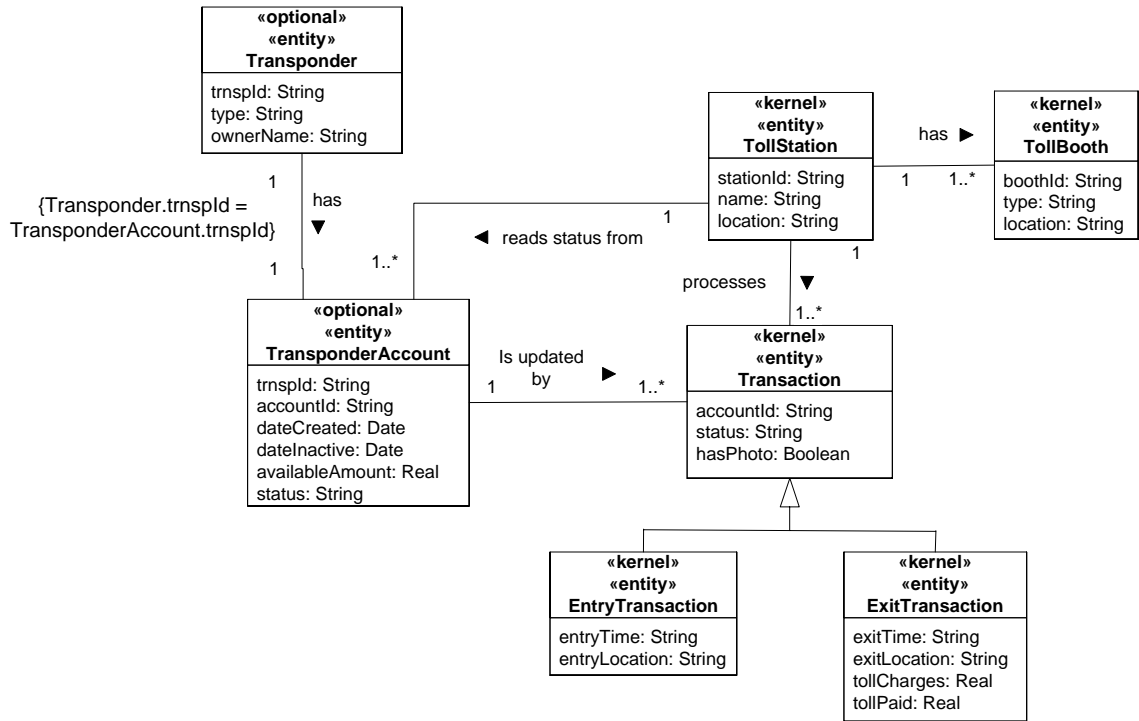 «optional»
«entity»
Transponder
trnspId: String
type: String
ownerName: String
«kernel»
«entity»
TollStation
stationId: String
name: String
location: String
has
1
1..*
«kernel»
«entity»
TollBooth
boothId: String
type: String
location: String
1
has
{Transponder.trnspId =
TransponderAccount.trnspId}
1
1
reads status from
1..*
1
processes
1..*
«optional»
«entity»
TransponderAccount
trnspId: String
accountId: String
dateCreated: Date
dateInactive: Date
availableAmount: Real
status: String
Is updated
by
1
1..*
«kernel»
«entity»
Transaction
accountId: String
status: String
hasPhoto: Boolean
«kernel»
«entity»
EntryTransaction
entryTime: String
entryLocation: String
«kernel»
«entity»
ExitTransaction
exitTime: String
exitLocation: String
tollCharges: Real
tollPaid: Real